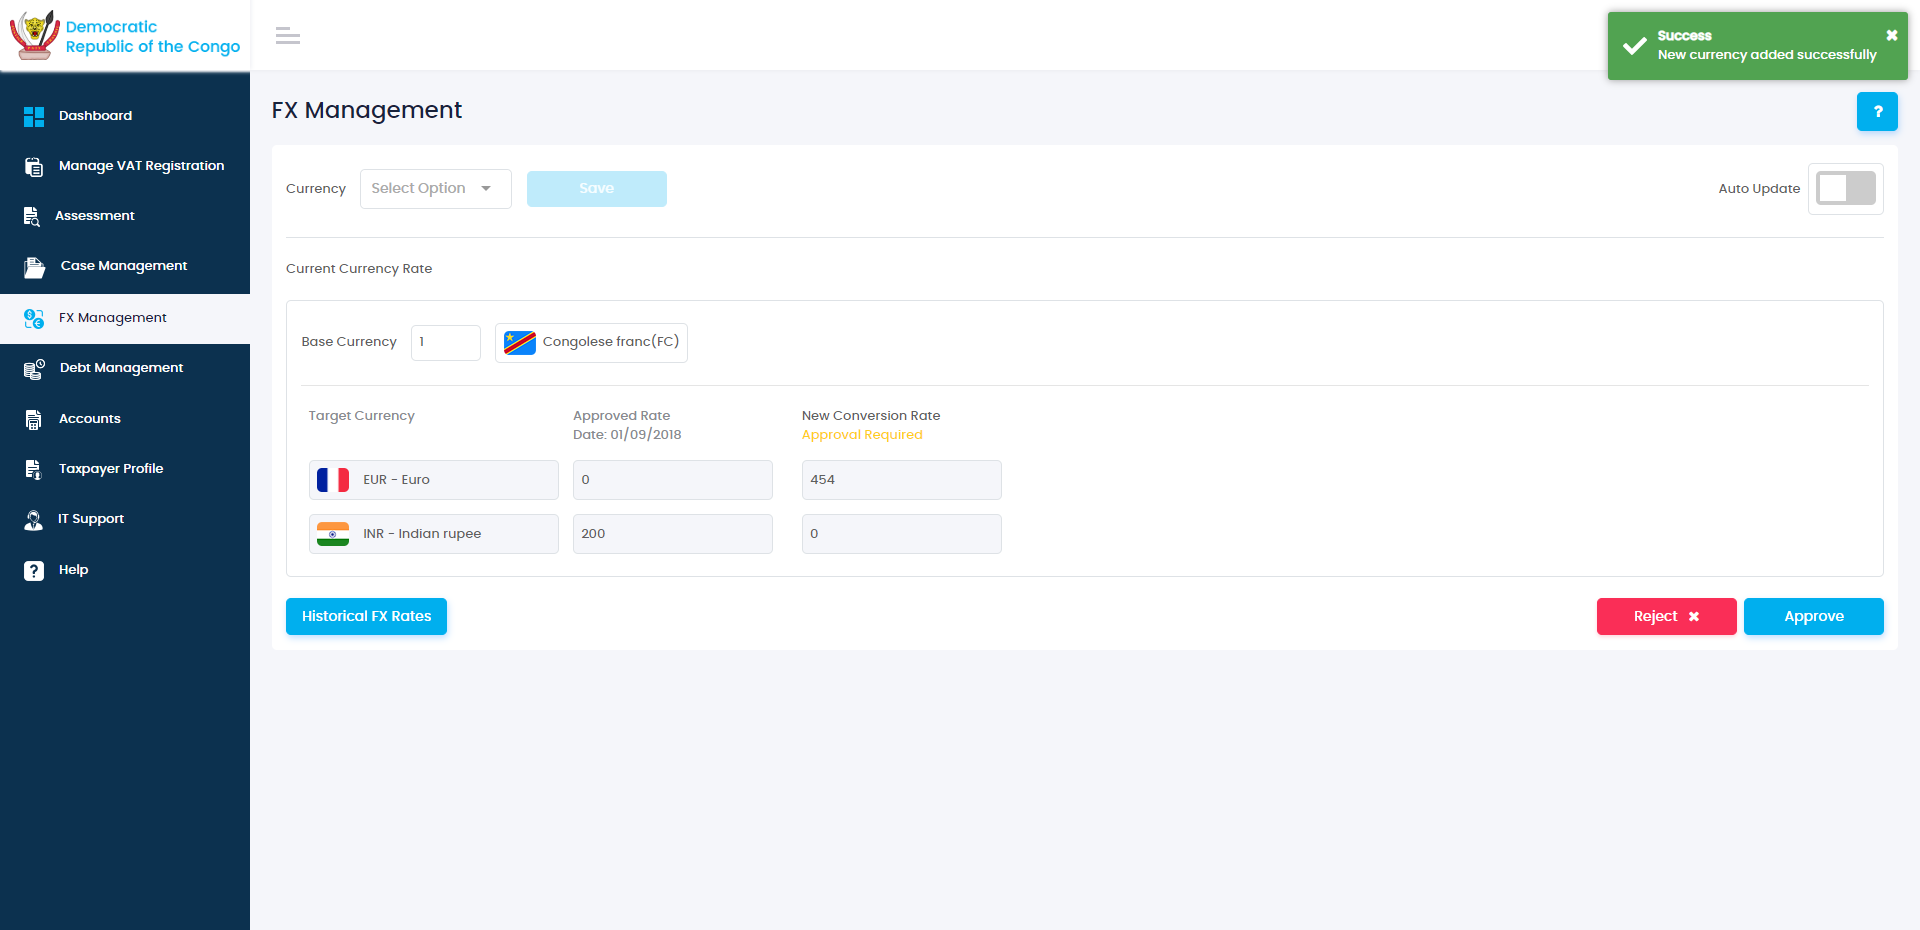 Democratic
Republic of the Congo
Success
New currency added successfully
Dashboard
Manage VAT Registration
Assessment
Case Management
FX Management
Debt Management
Accounts
Taxpayer Profile
IT Support
Help
FX Management
?
Currency
Select Option
Save
Auto Update
Current Currency Rate
Base Currency
1
Congolese franc(FC)
Target Currency
Approved Rate
Date: 01/09/2018
New Conversion Rate
Approval Required
EUR - Euro
0
454
INR - Indian rupee
200
0
Historical FX Rates
Reject
Approve